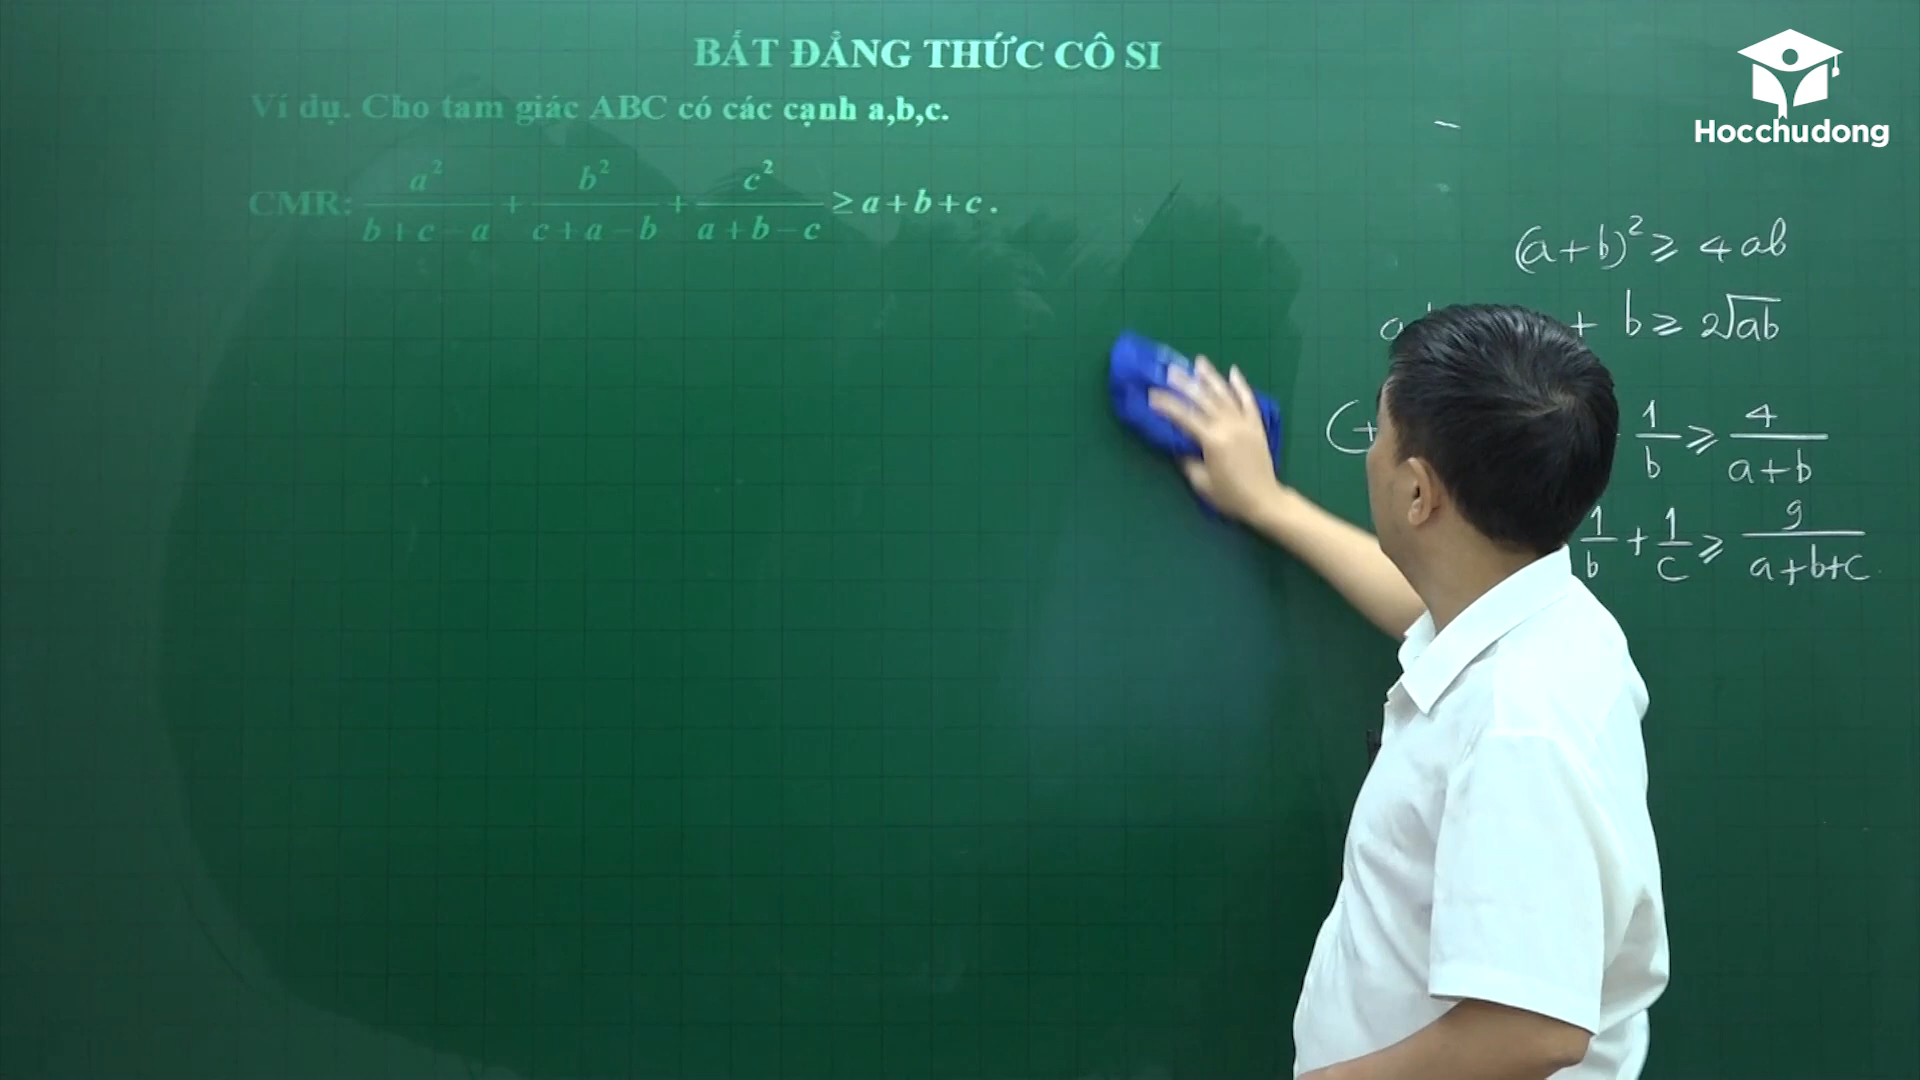 BẤT ĐẲNG THỨC CÔ SI
Hocchudong
Ví dụ. Cho tam giác ABC có các cạnh a,b,c.
CMR: a²/(b+c−a) + b²/(c+a−b) + c²/(a+b−c) ≥ a+b+c.
(a+b)² ≥ 4ab
+ b ≥ 2√ab
(+ 1/b ≥ 4/(a+b)
1/b + 1/c ≥ 9/(a+b+c)